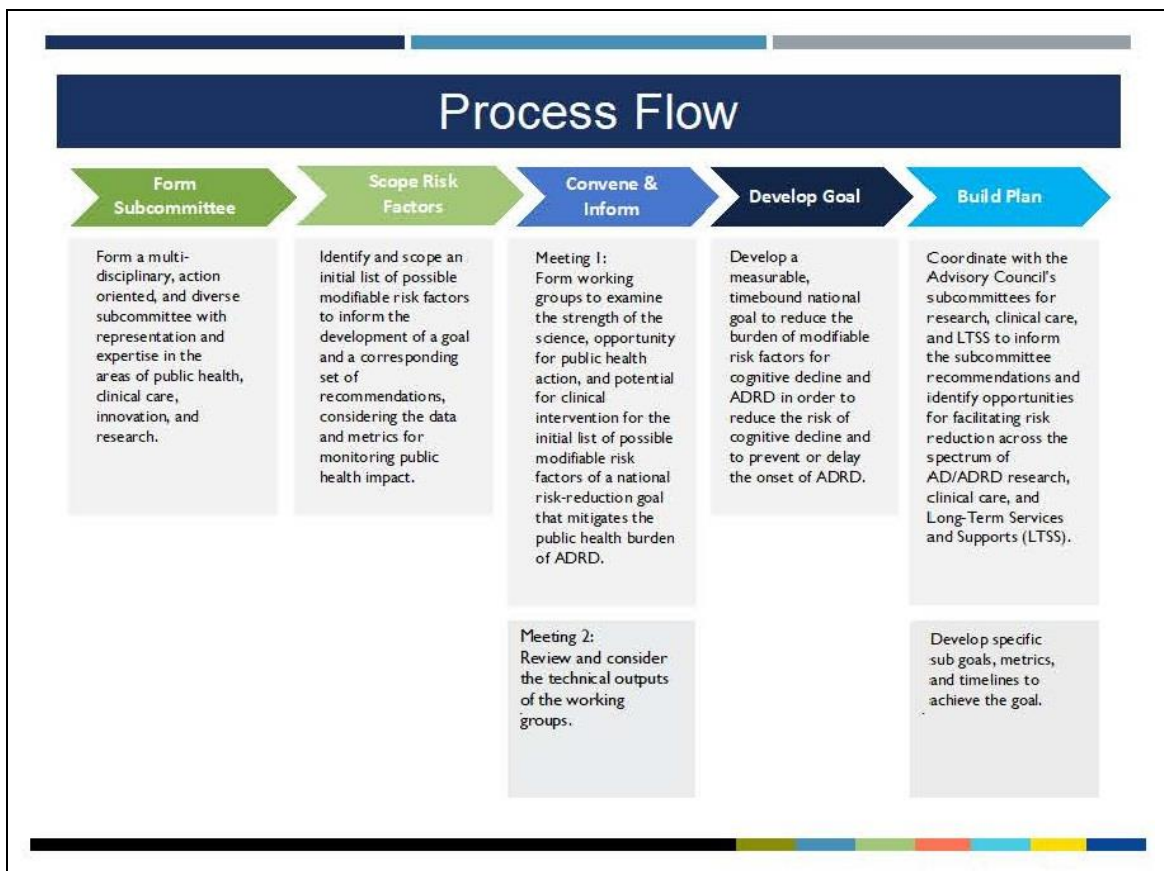 Process Flow
Form
Subcommittee
Form a multi-
disciplinary, action
oriented, and diverse
subcommittee with
representation and
expertise in the
areas of public health,
clinical care,
innovation, and
research.
Scope Risk
Factors
Identify and scope an
initial list of possible
modifiable risk factors
to inform the
development of a goal
and a corresponding
set of
recommendations,
considering the data
and metrics for
monitoring public
health impact.
Convene &
Inform
Meeting 1:
Form working
groups to examine
the strength of the
science, opportunity
for public health
action, and potential
for clinical
intervention for the
initial list of possible
modifiable risk
factors of a national
risk-reduction goal
that mitigates the
public health burden
of ADRD.
Meeting 2:
Review and consider
the technical outputs
of the working
groups.
Develop Goal
Develop a
measurable,
timebound national
goal to reduce the
burden of modifiable
risk factors for
cognitive decline and
ADRD in order to
reduce the risk of
cognitive decline and
to prevent or delay
the onset of ADRD.
Build Plan
Coordinate with the
Advisory Council's
subcommittees for
research, clinical care,
and LTSS to inform
the subcommittee
recommendations and
identify opportunities
for facilitating risk
reduction across the
spectrum of
AD/ADRD research,
clinical care, and
Long-Term Services
and Supports (LTSS).
Develop specific
sub goals, metrics,
and timelines to
achieve the goal.